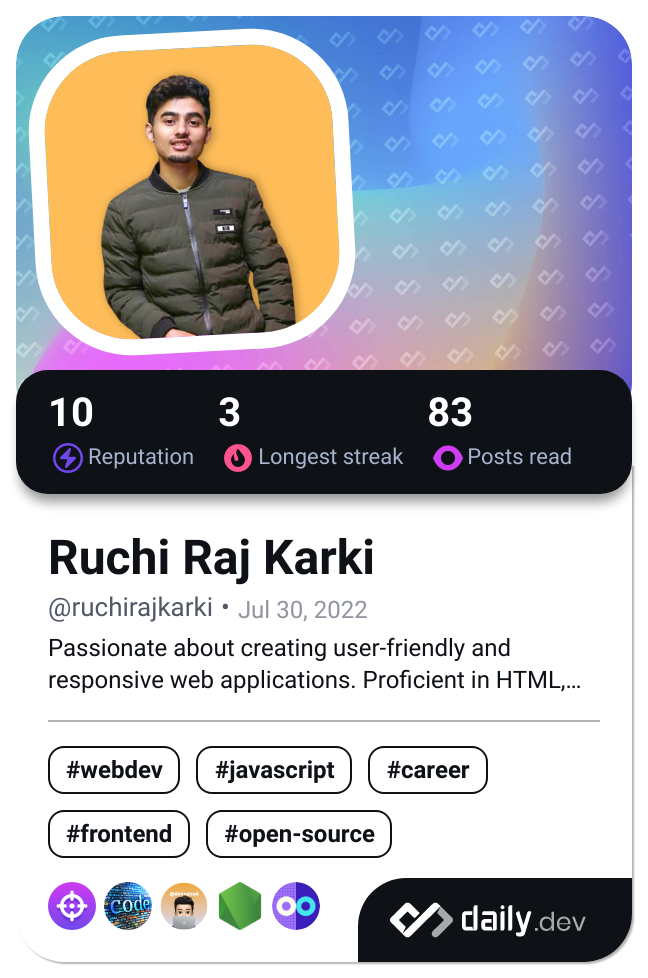 10 3 83
Reputation Longest streak Posts read
Ruchi Raj Karki
@ruchirajkarki • Jul 30, 2022
Passionate about creating user-friendly and
responsive web applications. Proficient in HTML,...
#webdev #javascript #career
#frontend #open-source
code
daily.dev